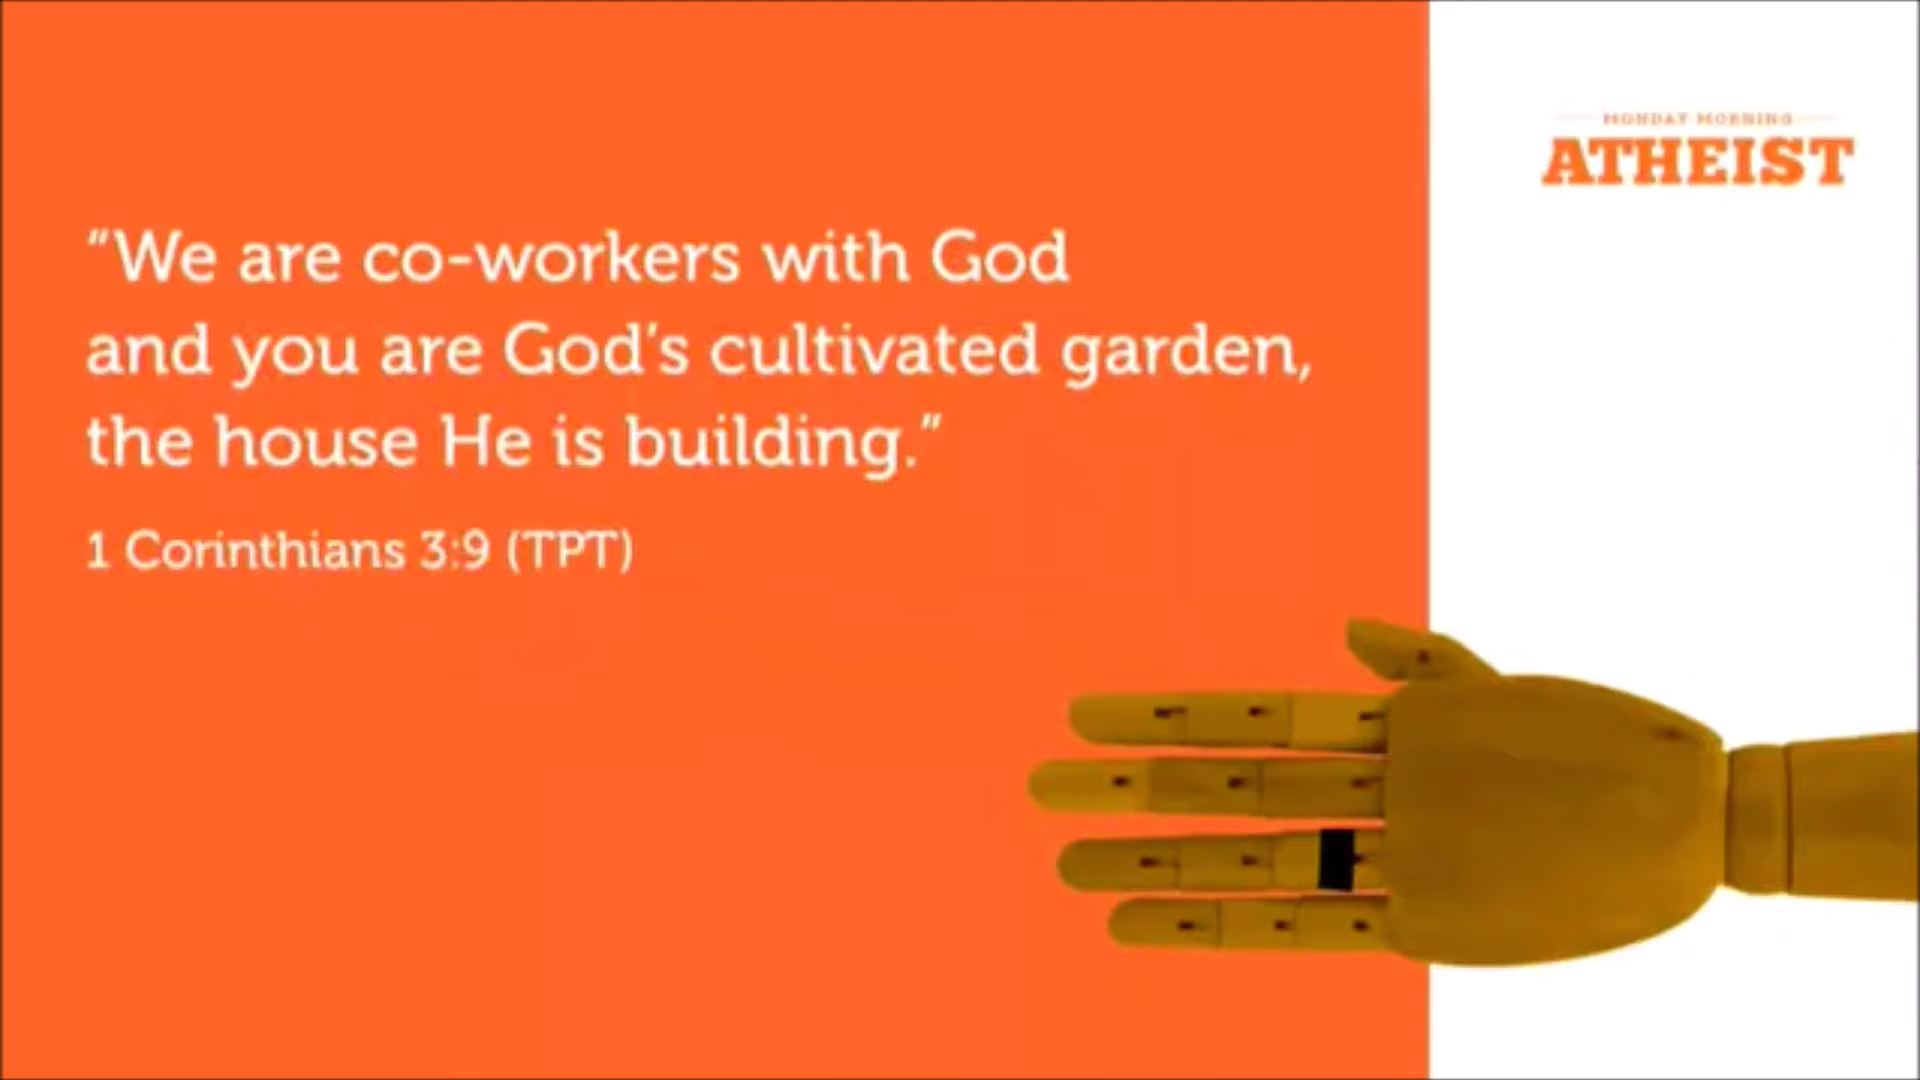 MONDAY MORNING
ATHEIST
“We are co-workers with God
and you are God’s cultivated garden,
the house He is building.”
1 Corinthians 3:9 (TPT)